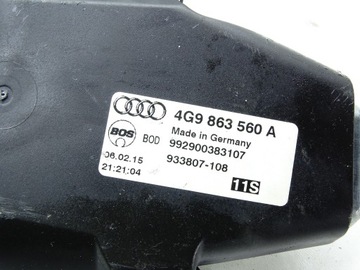 4G9 863 560 A
Made in Germany
BOS BOD 992900383107
06.02.15 933807-108
21:21:04
11S